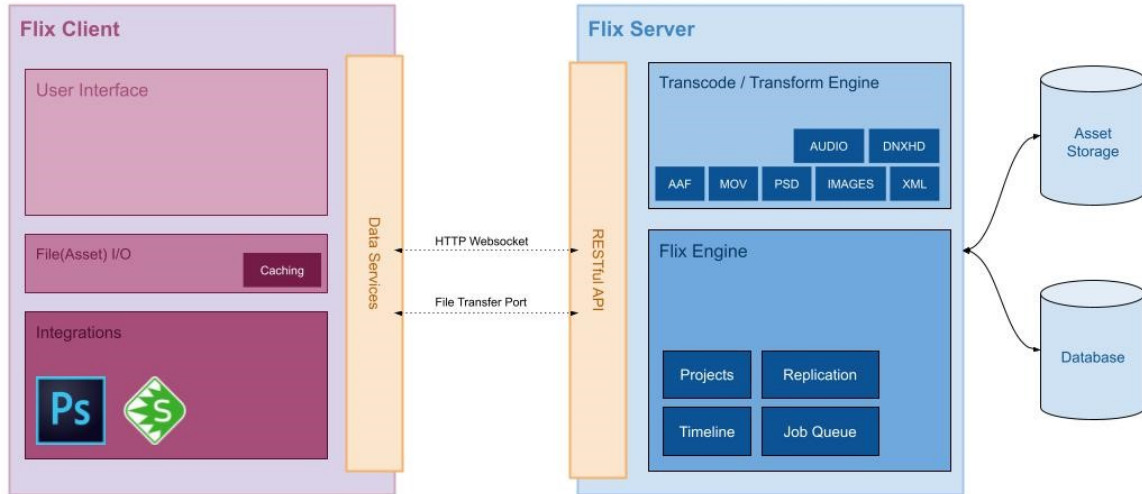 Flix Client
User Interface
File(Asset) I/O
Caching
Integrations
Ps
S
Data Services
HTTP Websocket
File Transfer Port
RESTful API
Flix Server
Transcode / Transform Engine
AUDIO DNXHD
AAF MOV PSD IMAGES XML
Flix Engine
Projects Replication
Timeline Job Queue
Asset
Storage
Database